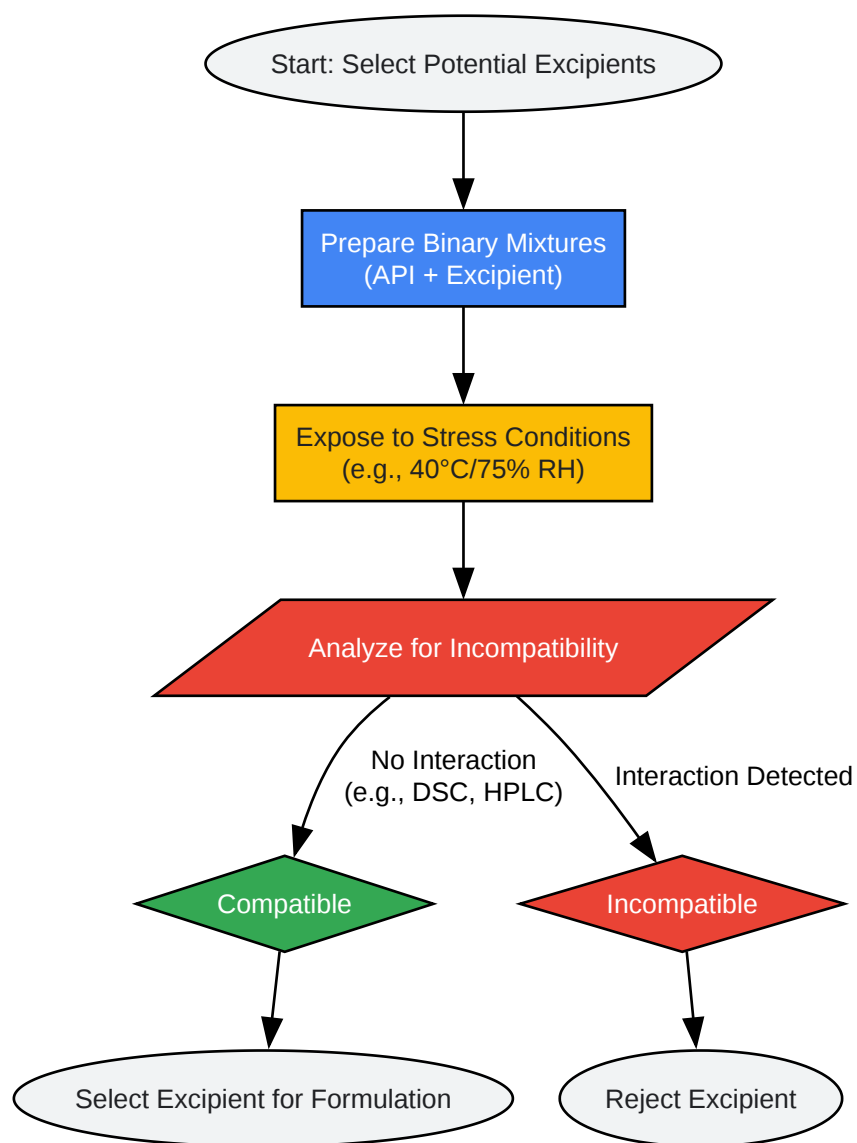 Start: Select Potential Excipients
Prepare Binary Mixtures
(API + Excipient)
Expose to Stress Conditions
(e.g., 40°C/75% RH)
Analyze for Incompatibility
No Interaction
(e.g., DSC, HPLC)
Interaction Detected
Compatible
Incompatible
Select Excipient for Formulation
Reject Excipient